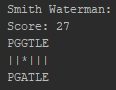 Smith Waterman:
Score: 27
PGGTLE
||*|||
PGATLE